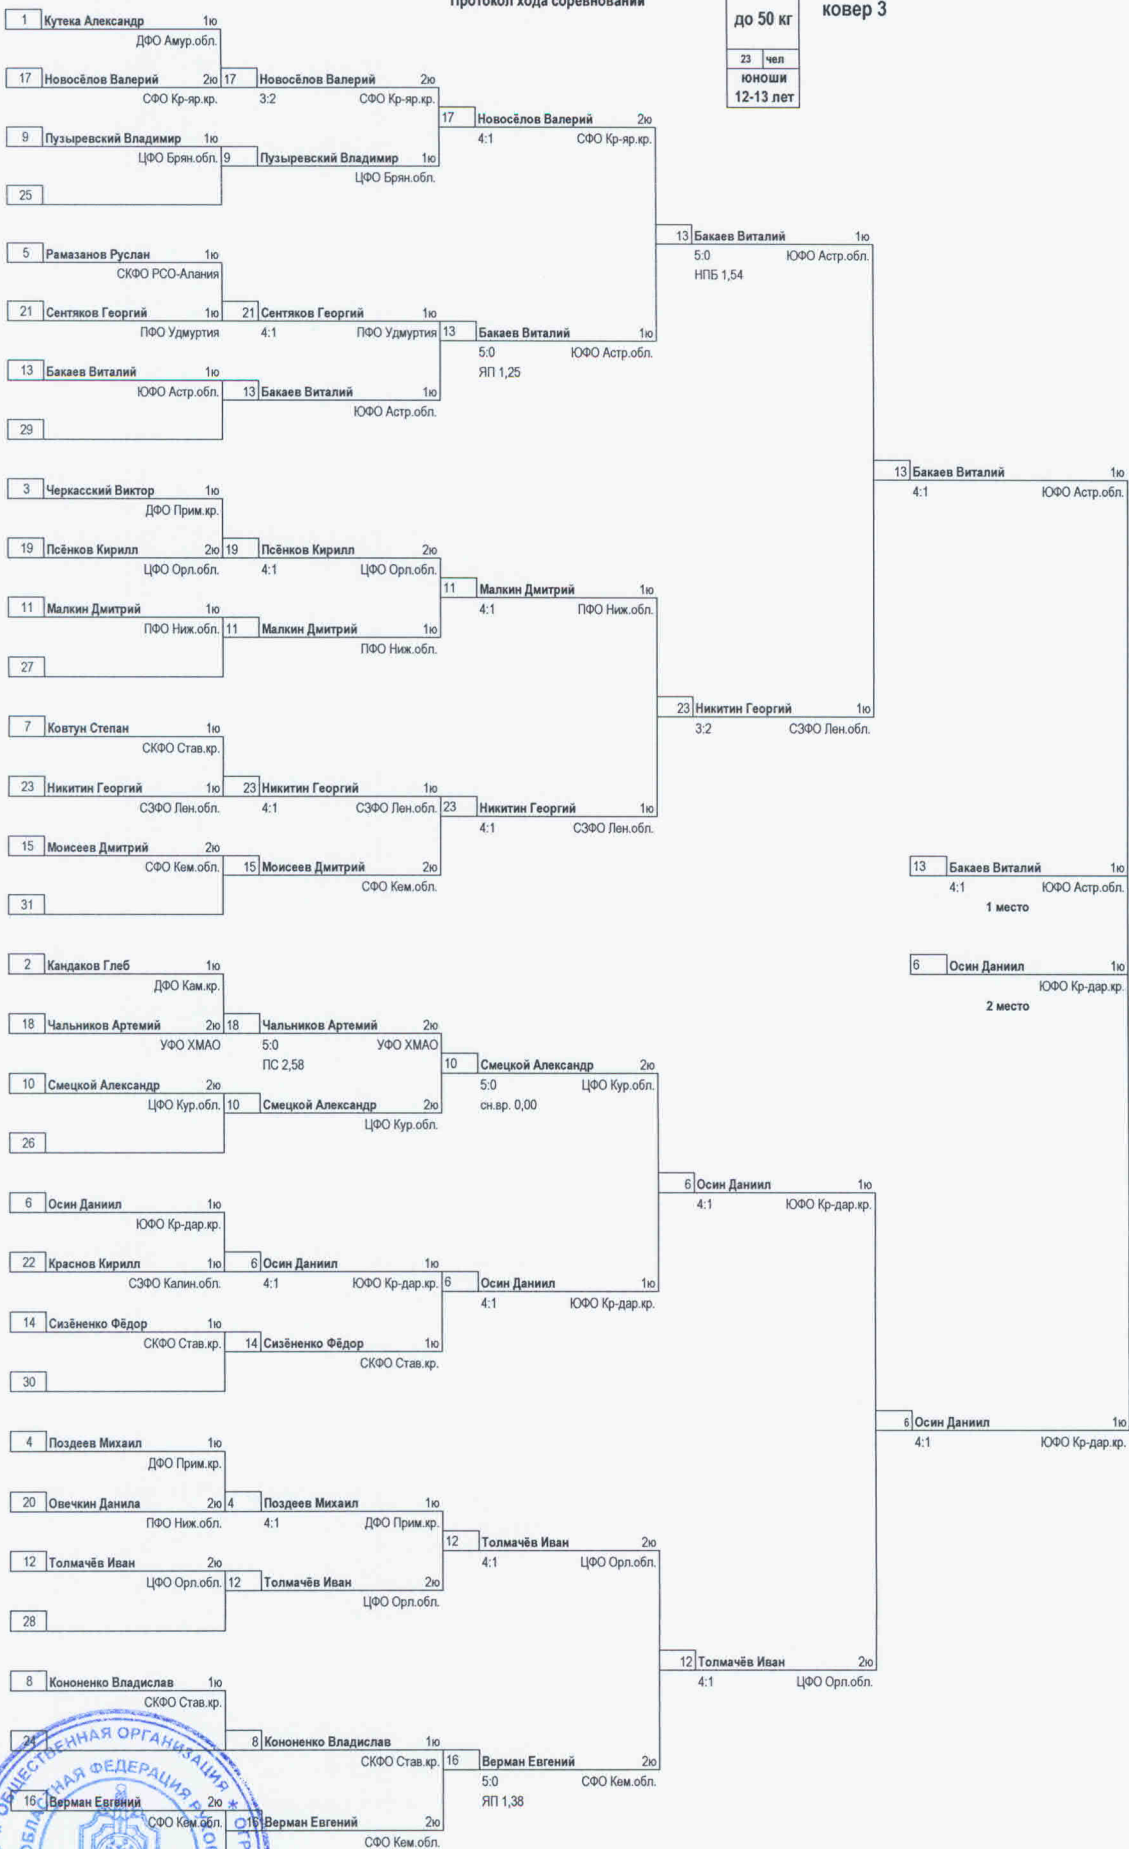 Протокол хода соревнований
до 50 кг
ковер 3
23 чел
юноши
12-13 лет
1 Кутека Александр 1ю
ДФО Амур.обл.
17 Новосёлов Валерий 2ю
СФО Кр-яр.кр.
9 Пузыревский Владимир 1ю
ЦФО Брян.обл.
25
5 Рамазанов Руслан 1ю
СКФО РСО-Алания
21 Сентяков Георгий 1ю
ПФО Удмуртия
13 Бакаев Виталий 1ю
ЮФО Астр.обл.
29
3 Черкасский Виктор 1ю
ДФО Прим.кр.
19 Псёнков Кирилл 2ю
ЦФО Орл.обл.
11 Малкин Дмитрий 1ю
ПФО Ниж.обл.
27
7 Ковтун Степан 1ю
СКФО Став.кр.
23 Никитин Георгий 1ю
СЗФО Лен.обл.
15 Моисеев Дмитрий 2ю
СФО Кем.обл.
31
2 Кандаков Глеб 1ю
ДФО Кам.кр.
18 Чальников Артемий 2ю
УФО ХМАО
10 Смецкой Александр 2ю
ЦФО Кур.обл.
26
6 Осин Даниил 1ю
ЮФО Кр-дар.кр.
22 Краснов Кирилл 1ю
СЗФО Калин.обл.
14 Сизёненко Фёдор 1ю
СКФО Став.кр.
30
4 Поздеев Михаил 1ю
ДФО Прим.кр.
20 Овечкин Данила 2ю
ПФО Ниж.обл.
12 Толмачёв Иван 2ю
ЦФО Орл.обл.
28
8 Кононенко Владислав 1ю
СКФО Став.кр.
24
16 Верман Евгений 2ю
СФО Кем.обл.
17 Новосёлов Валерий 2ю
3:2 СФО Кр-яр.кр.
9 Пузыревский Владимир 1ю
ЦФО Брян.обл.
21 Сентяков Георгий 1ю
4:1 ПФО Удмуртия
13 Бакаев Виталий 1ю
ЮФО Астр.обл.
19 Псёнков Кирилл 2ю
4:1 ЦФО Орл.обл.
11 Малкин Дмитрий 1ю
ПФО Ниж.обл.
23 Никитин Георгий 1ю
4:1 СЗФО Лен.обл.
15 Моисеев Дмитрий 2ю
СФО Кем.обл.
18 Чальников Артемий 2ю
5:0 УФО ХМАО
ПС 2,58
10 Смецкой Александр 2ю
ЦФО Кур.обл.
6 Осин Даниил 1ю
4:1 ЮФО Кр-дар.кр.
14 Сизёненко Фёдор 1ю
СКФО Став.кр.
4 Поздеев Михаил 1ю
4:1 ДФО Прим.кр.
12 Толмачёв Иван 2ю
ЦФО Орл.обл.
8 Кононенко Владислав 1ю
СКФО Став.кр.
16 Верман Евгений 2ю
СФО Кем.обл.
17 Новосёлов Валерий 2ю
4:1 СФО Кр-яр.кр.
13 Бакаев Виталий 1ю
5:0 ЮФО Астр.обл.
ЯП 1,25
11 Малкин Дмитрий 1ю
4:1 ПФО Ниж.обл.
23 Никитин Георгий 1ю
4:1 СЗФО Лен.обл.
10 Смецкой Александр 2ю
5:0 ЦФО Кур.обл.
сн.вр. 0,00
6 Осин Даниил 1ю
4:1 ЮФО Кр-дар.кр.
12 Толмачёв Иван 2ю
4:1 ЦФО Орл.обл.
16 Верман Евгений 2ю
5:0 СФО Кем.обл.
ЯП 1,38
13 Бакаев Виталий 1ю
5:0 ЮФО Астр.обл.
НПБ 1,54
23 Никитин Георгий 1ю
3:2 СЗФО Лен.обл.
6 Осин Даниил 1ю
4:1 ЮФО Кр-дар.кр.
12 Толмачёв Иван 2ю
4:1 ЦФО Орл.обл.
13 Бакаев Виталий 1ю
4:1 ЮФО Астр.обл.
6 Осин Даниил 1ю
4:1 ЮФО Кр-дар.кр.
13 Бакаев Виталий 1ю
4:1 ЮФО Астр.обл.
1 место
6 Осин Даниил 1ю
ЮФО Кр-дар.кр.
2 место
ОБЩЕСТВЕННАЯ ОРГАНИЗАЦИЯ *
ФЕДЕРАЦИЯ